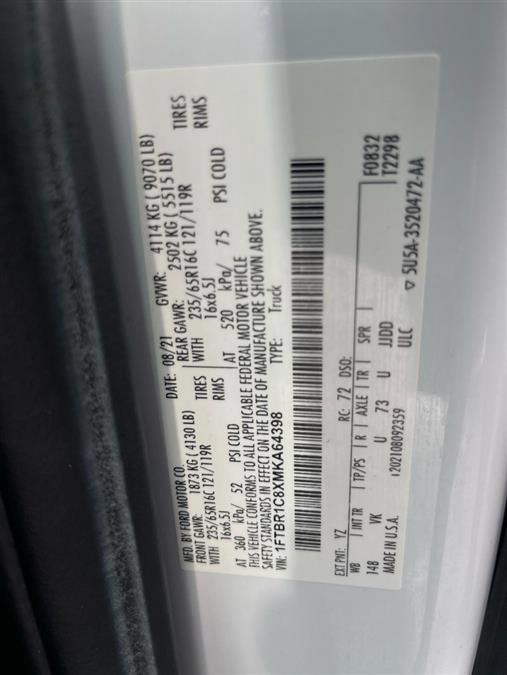 MFD. BY FORD MOTOR CO. DATE: 08/21 GVWR: 4114 KG ( 9070 LB)
FRONT GAWR: 1873 KG ( 4130 LB) REAR GAWR: 2502 KG ( 5515 LB)
WITH 235/65R16C 121/119R TIRES WITH 235/65R16C 121/119R TIRES
16x6.5J RIMS 16x6.5J RIMS
AT 360 kPa/ 52 PSI COLD AT 520 kPa/ 75 PSI COLD
THIS VEHICLE CONFORMS TO ALL APPLICABLE FEDERAL MOTOR VEHICLE
SAFETY STANDARDS IN EFFECT ON THE DATE OF MANUFACTURE SHOWN ABOVE.
VIN: 1FTBR1C8XMKA64398 TYPE: Truck
EXT PNT: YZ RC: 72 DSO: F0832
WB INT TR TP/PS R AXLE TR SPR T2298
148 VK U 73 U JJDD
MADE IN U.S.A. 202108092359 ULC
5U5A-3520472-AA